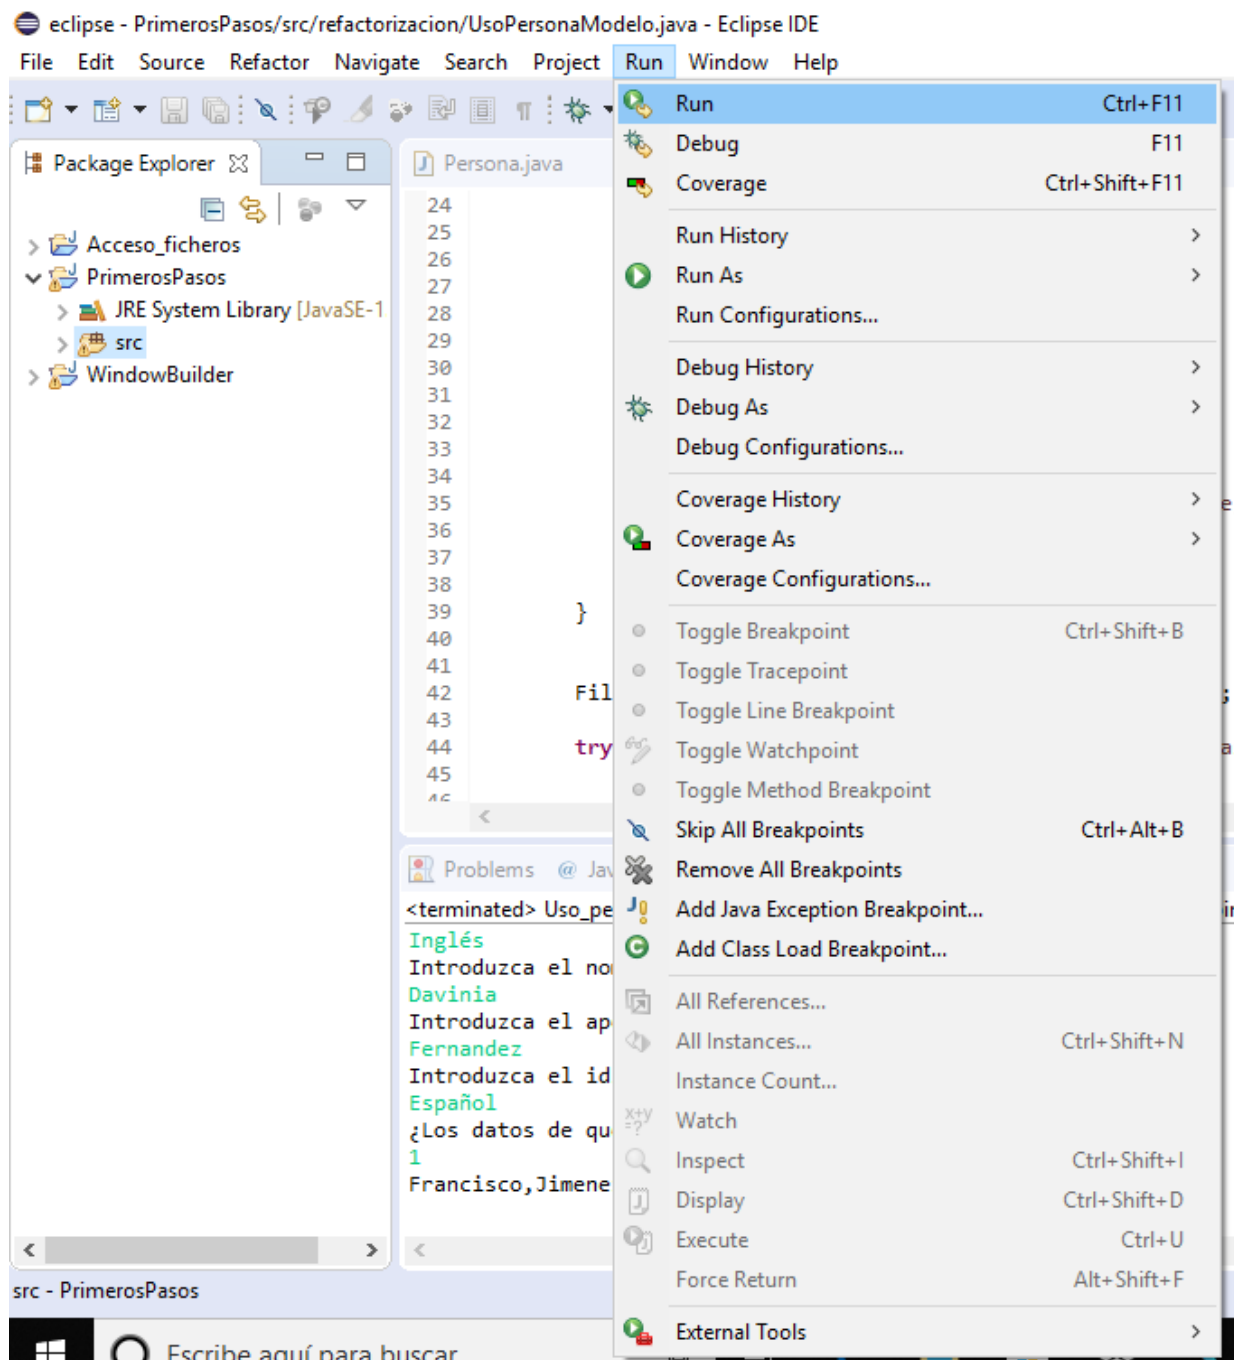 eclipse - PrimerosPasos/src/refactorizacion/UsoPersonaModelo.java - Eclipse IDE
File Edit Source Refactor Navigate Search Project Run Window Help
Package Explorer
Acceso_ficheros
PrimerosPasos
JRE System Library [JavaSE-1
src
WindowBuilder
Persona.java
24
25
26
27
28
29
30
31
32
33
34
35
36
37
38
39 }
40
41
42 Fil
43
44 try
45
46
Problems @ Jav
<terminated> Uso_pe
Inglés
Introduzca el no
Davinia
Introduzca el ap
Fernandez
Introduzca el id
Español
¿Los datos de qu
1
Francisco,Jimene
Run Ctrl+F11
Debug F11
Coverage Ctrl+Shift+F11
Run History
Run As
Run Configurations...
Debug History
Debug As
Debug Configurations...
Coverage History
Coverage As
Coverage Configurations...
Toggle Breakpoint Ctrl+Shift+B
Toggle Tracepoint
Toggle Line Breakpoint
Toggle Watchpoint
Toggle Method Breakpoint
Skip All Breakpoints Ctrl+Alt+B
Remove All Breakpoints
Add Java Exception Breakpoint...
Add Class Load Breakpoint...
All References...
All Instances... Ctrl+Shift+N
Instance Count...
Watch
Inspect Ctrl+Shift+I
Display Ctrl+Shift+D
Execute Ctrl+U
Force Return Alt+Shift+F
External Tools
src - PrimerosPasos
Escribe aquí para buscar